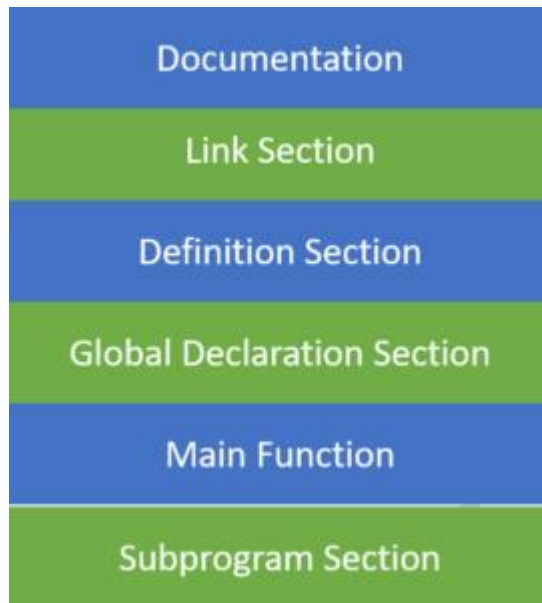 Documentation
Link Section
Definition Section
Global Declaration Section
Main Function
Subprogram Section